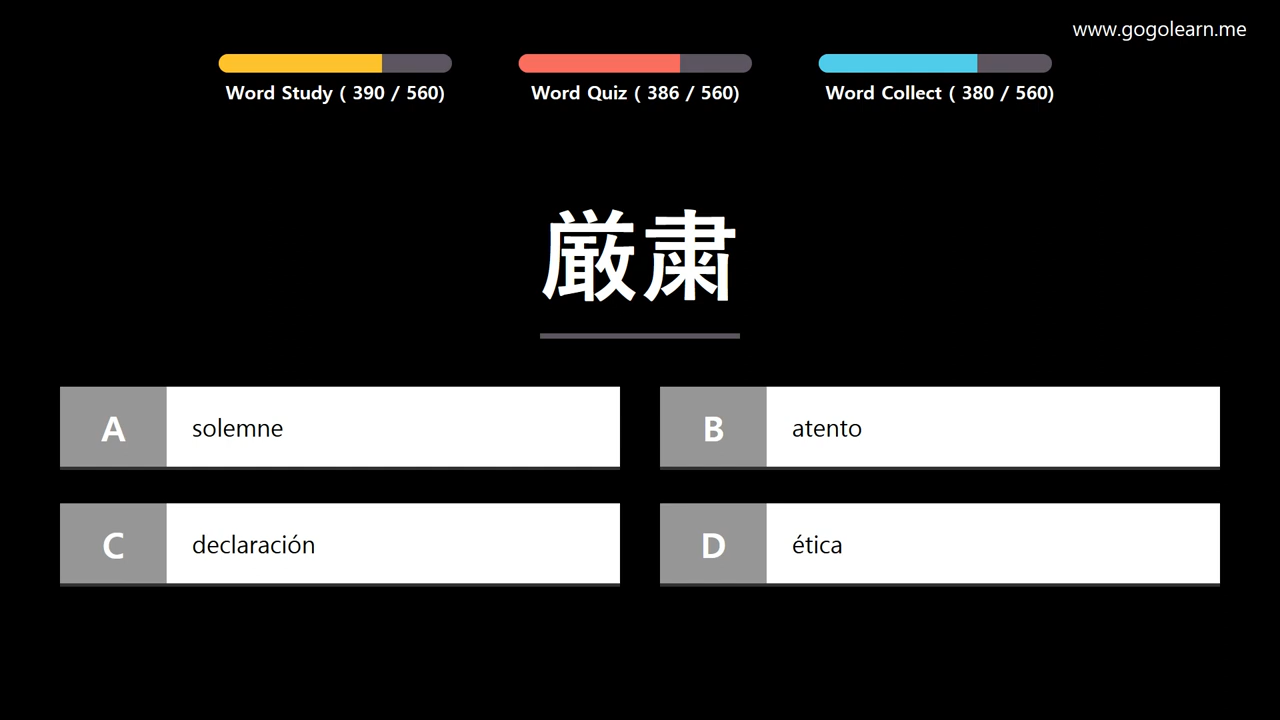 www.gogolearn.me
Word Study ( 390 / 560)
Word Quiz ( 386 / 560)
Word Collect ( 380 / 560)
厳粛
A solemne
B atento
C declaración
D ética